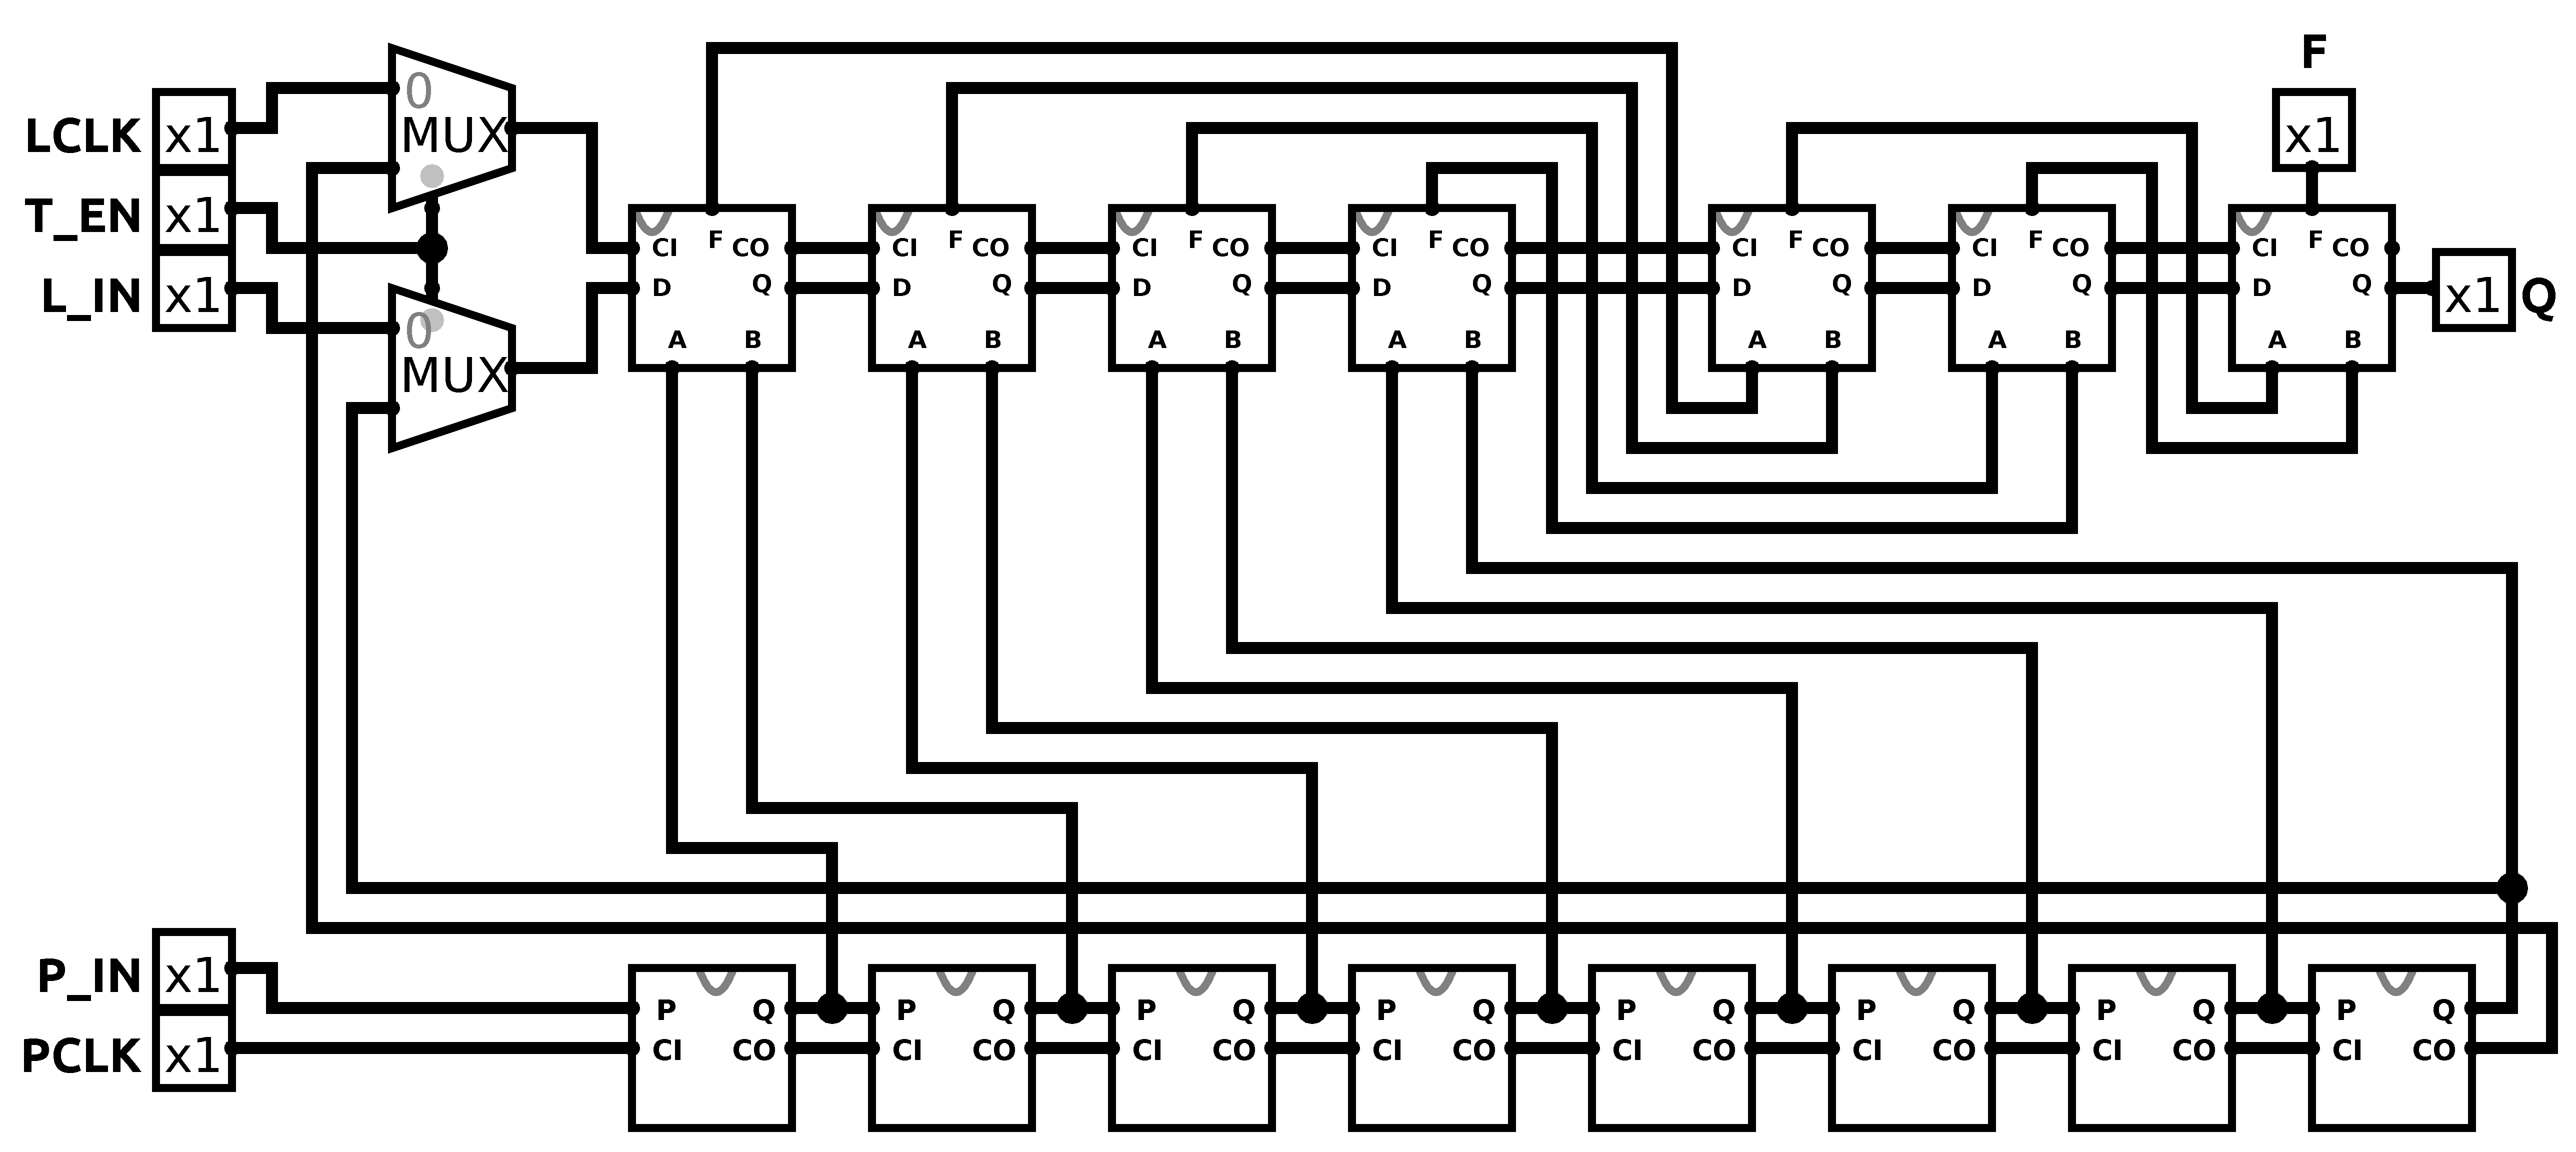 F
LCLK x1
T_EN x1
L_IN x1
0
MUX
0
MUX
x1
CI F CO
D Q
A B
CI F CO
D Q
A B
CI F CO
D Q
A B
CI F CO
D Q
A B
CI F CO
D Q
A B
CI F CO
D Q
A B
CI F CO
D Q
A B
x1 Q
P_IN x1
PCLK x1
P Q
CI CO
P Q
CI CO
P Q
CI CO
P Q
CI CO
P Q
CI CO
P Q
CI CO
P Q
CI CO
P Q
CI CO